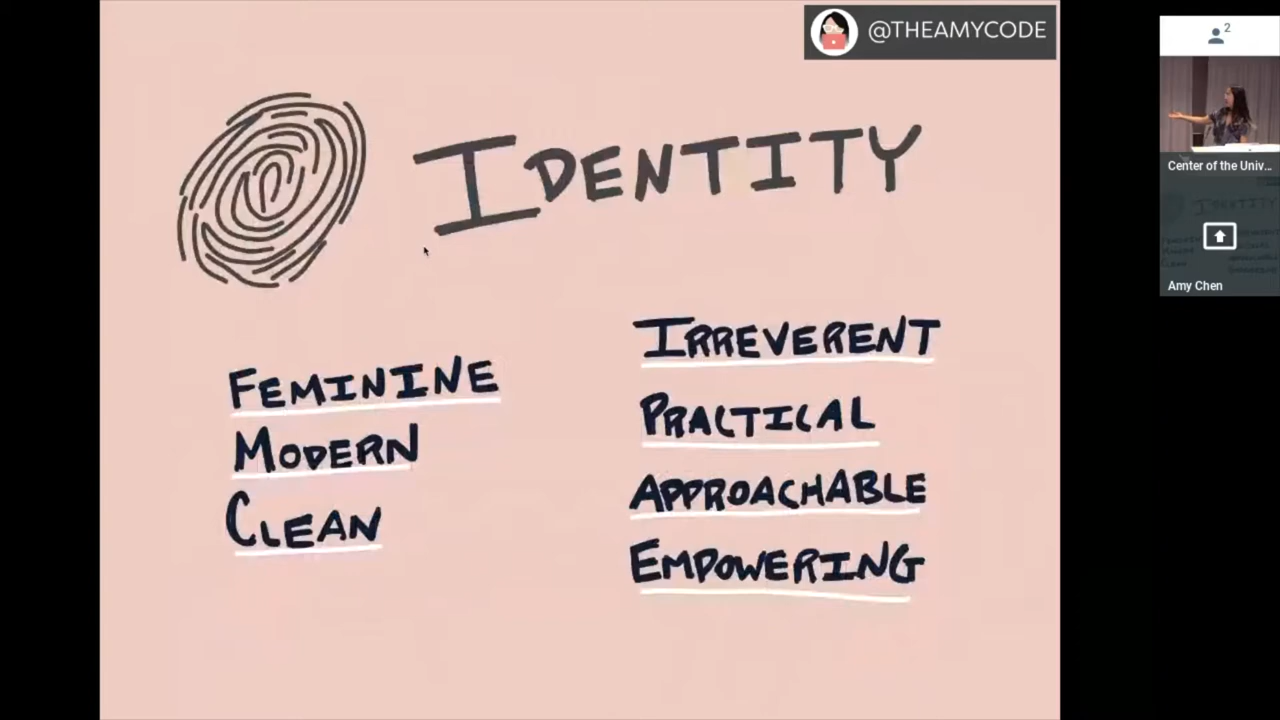 @THEAMYCODE
IDENTITY
FEMININE
MODERN
CLEAN
IRREVERENT
PRACTICAL
APPROACHABLE
EMPOWERING
2
Center of the Univ...
Amy Chen